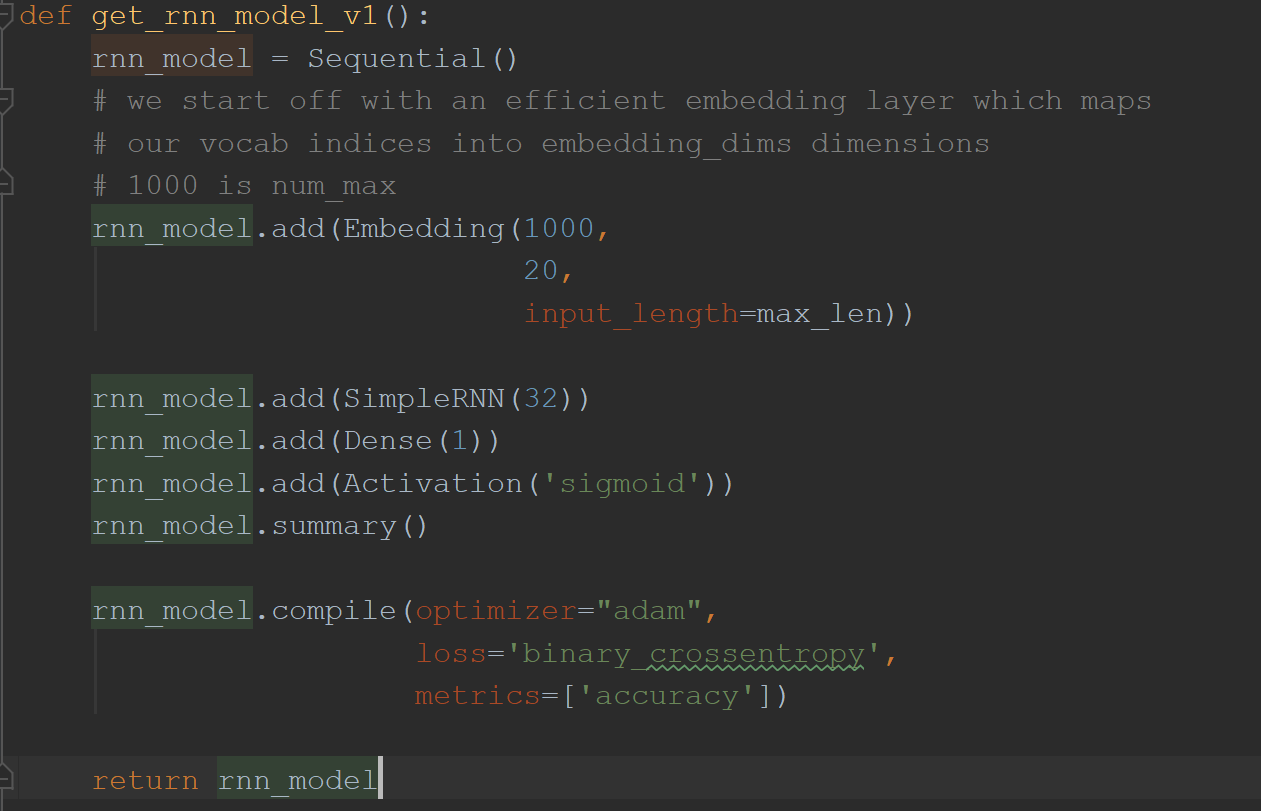 def get_rnn_model_v1():
    rnn_model = Sequential()
    # we start off with an efficient embedding layer which maps
    # our vocab indices into embedding_dims dimensions
    # 1000 is num_max
    rnn_model.add(Embedding(1000,
                            20,
                            input_length=max_len))

    rnn_model.add(SimpleRNN(32))
    rnn_model.add(Dense(1))
    rnn_model.add(Activation('sigmoid'))
    rnn_model.summary()

    rnn_model.compile(optimizer="adam",
                      loss='binary_crossentropy',
                      metrics=['accuracy'])

    return rnn_model